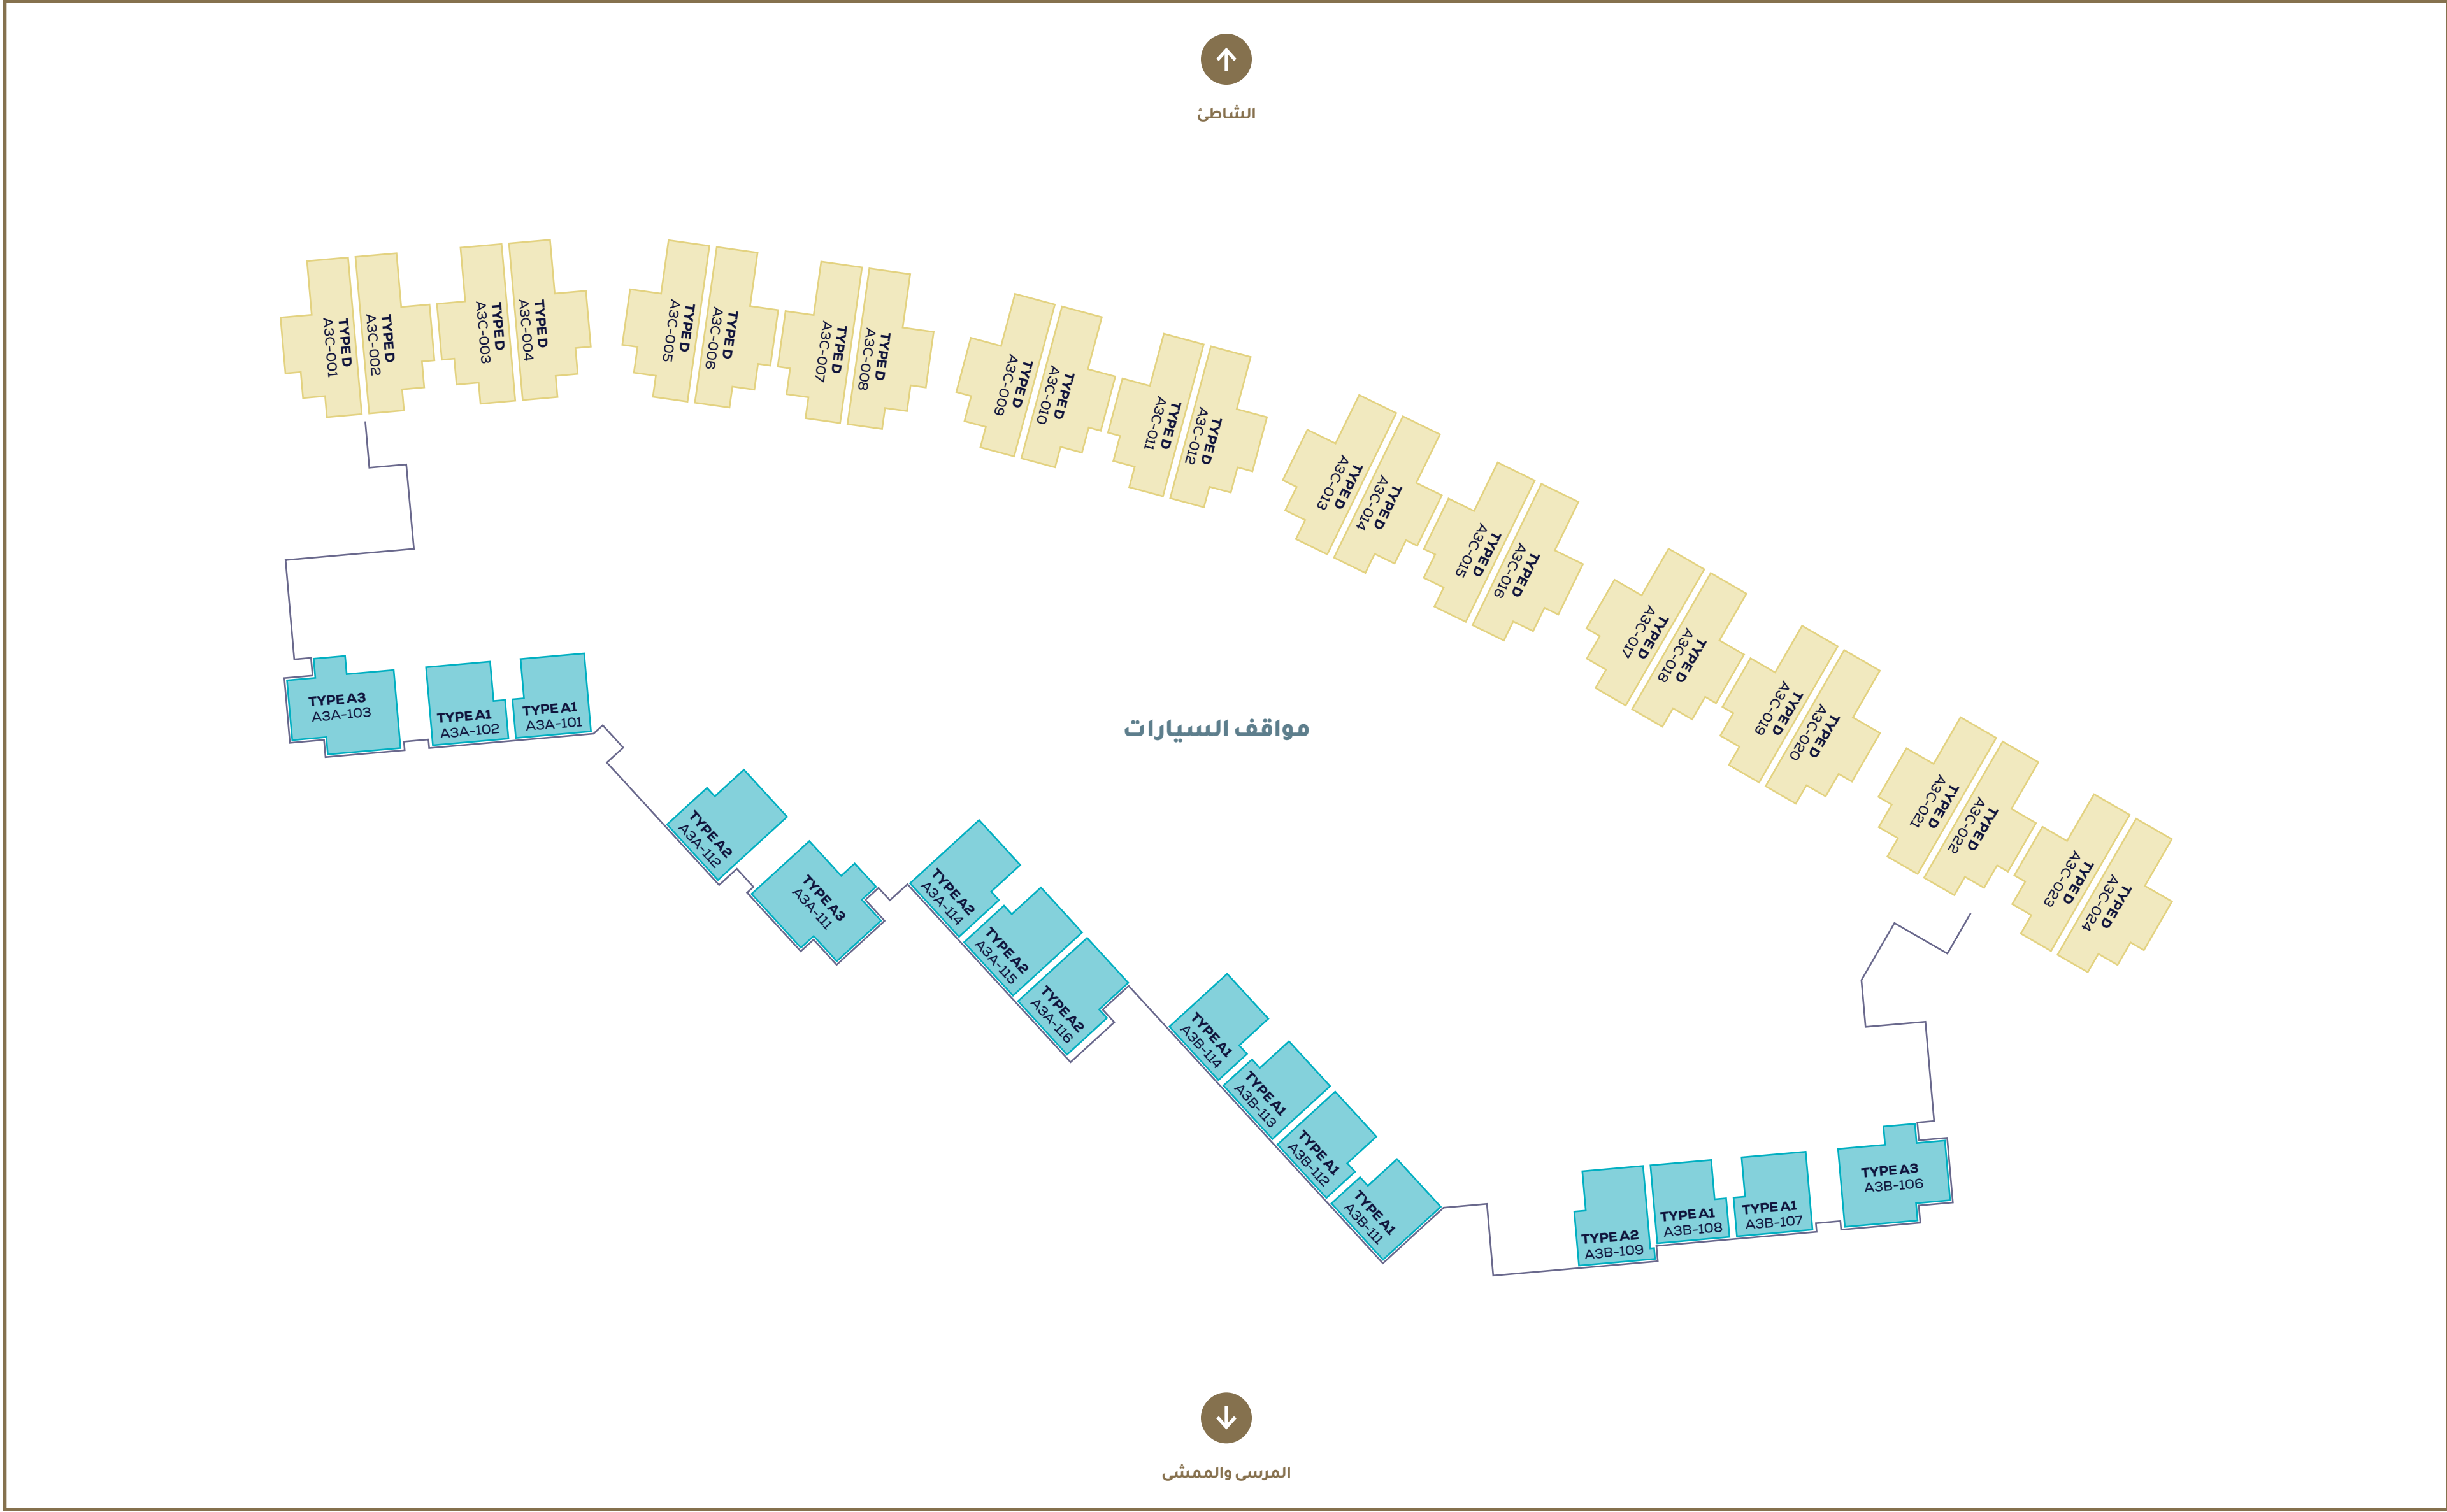 الشاطئ
TYPE D
A3C-001
TYPE D
A3C-002
TYPE D
A3C-003
TYPE D
A3C-004
TYPE D
A3C-005
TYPE D
A3C-006
TYPE D
A3C-007
TYPE D
A3C-008
TYPE D
A3C-009
TYPE D
A3C-010
TYPE D
A3C-011
TYPE D
A3C-012
TYPE D
A3C-013
TYPE D
A3C-014
TYPE D
A3C-015
TYPE D
A3C-016
TYPE D
A3C-017
TYPE D
A3C-018
TYPE D
A3C-019
TYPE D
A3C-020
TYPE D
A3C-021
TYPE D
A3C-022
TYPE D
A3C-023
TYPE D
A3C-024
مواقف السيارات
TYPE A3
A3A-103
TYPE A1
A3A-102
TYPE A1
A3A-101
TYPE A2
A3A-112
TYPE A3
A3A-111
TYPE A2
A3A-114
TYPE A2
A3A-115
TYPE A2
A3A-116
TYPE A1
A3B-114
TYPE A1
A3B-113
TYPE A1
A3B-112
TYPE A1
A3B-111
TYPE A2
A3B-109
TYPE A1
A3B-108
TYPE A1
A3B-107
TYPE A3
A3B-106
المرسى والممشى